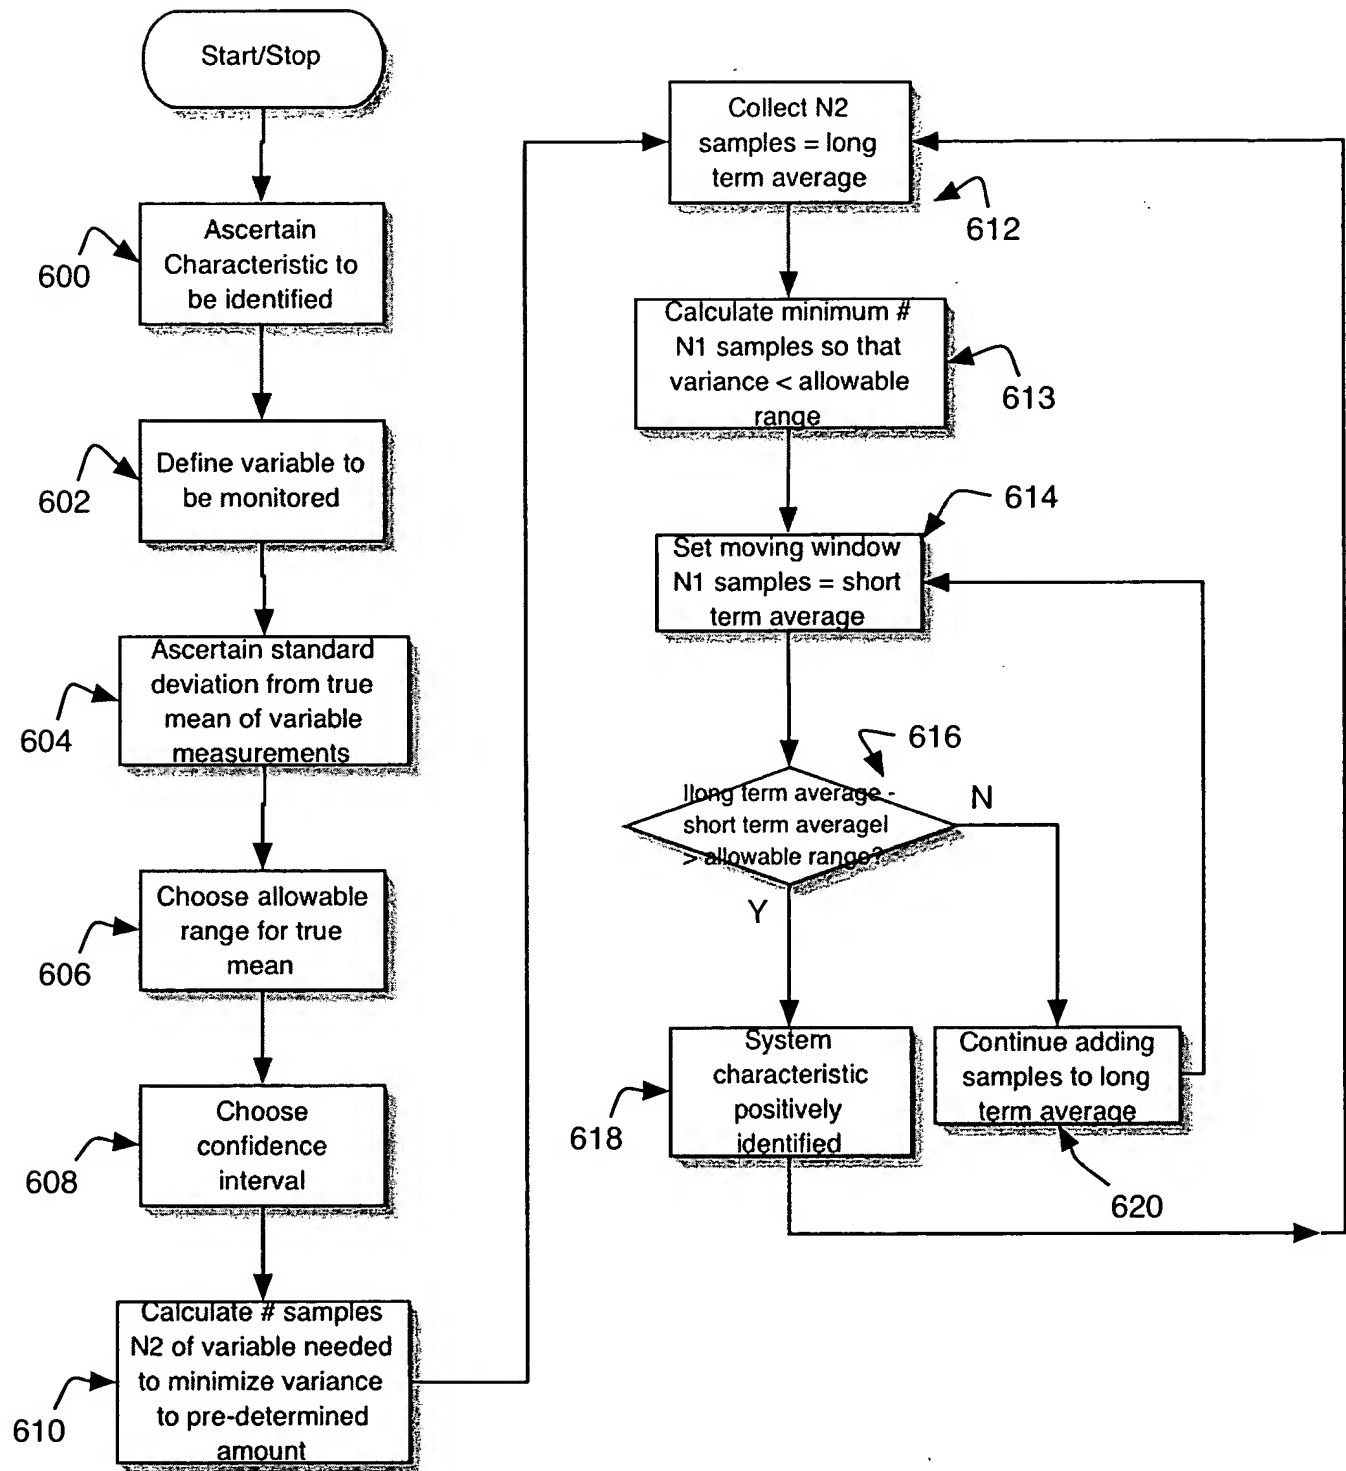 Start/Stop
600
Ascertain
Characteristic to
be identified
602
Define variable to
be monitored
604
Ascertain standard
deviation from true
mean of variable
measurements
606
Choose allowable
range for true
mean
608
Choose
confidence
interval
610
Calculate # samples
N2 of variable needed
to minimize variance
to pre-determined
amount
Collect N2
samples = long
term average
612
Calculate minimum #
N1 samples so that
variance < allowable
range
613
614
Set moving window
N1 samples = short
term average
616
|long term average -
short term average|
> allowable range?
N
Y
System
characteristic
positively
identified
618
Continue adding
samples to long
term average
620